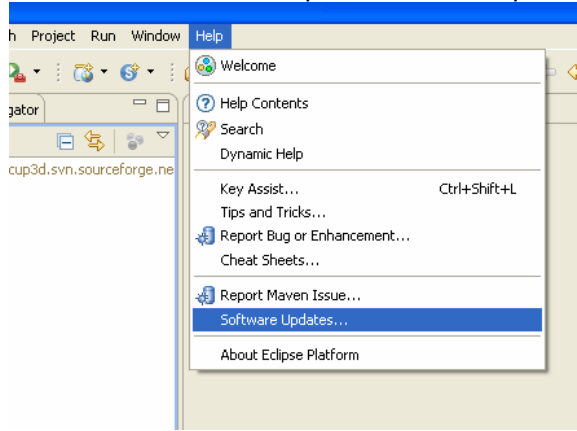 h Project Run Window Help
Welcome
gator
Help Contents
Search
Dynamic Help
cup3d.svn.sourceforge.ne
Key Assist... Ctrl+Shift+L
Tips and Tricks...
Report Bug or Enhancement...
Cheat Sheets...
Report Maven Issue...
Software Updates...
About Eclipse Platform